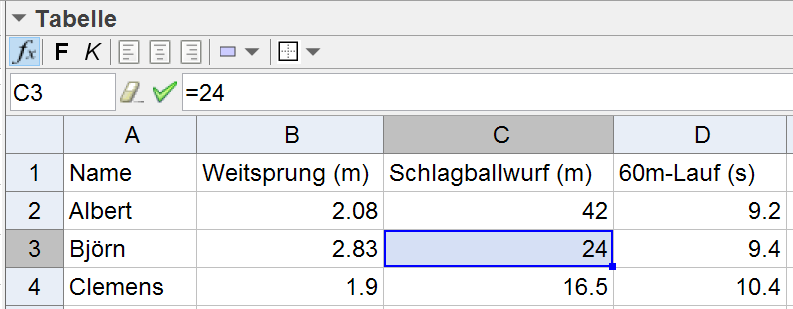 Tabelle
fx F K
C3 =24
A B C D
1 Name Weitsprung (m) Schlagballwurf (m) 60m-Lauf (s)
2 Albert 2.08 42 9.2
3 Björn 2.83 24 9.4
4 Clemens 1.9 16.5 10.4